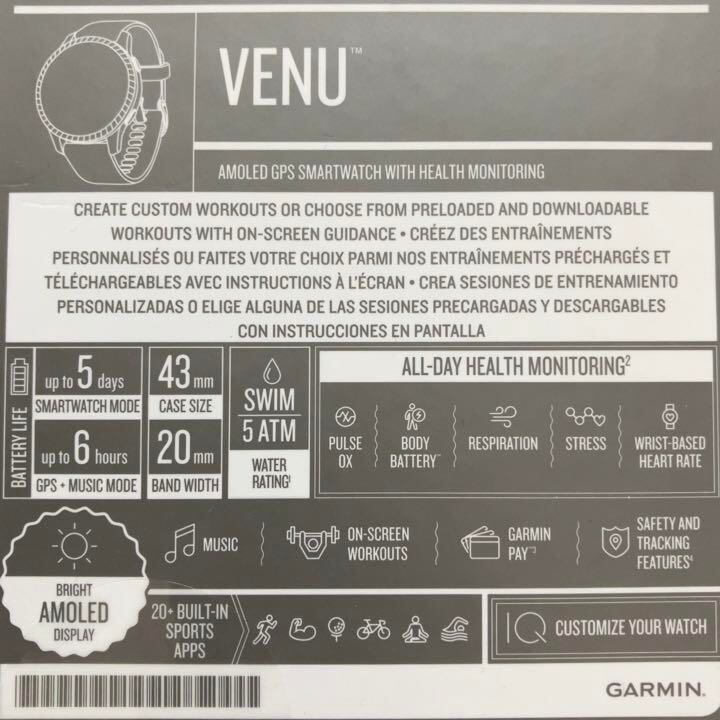 VENU™
AMOLED GPS SMARTWATCH WITH HEALTH MONITORING
CREATE CUSTOM WORKOUTS OR CHOOSE FROM PRELOADED AND DOWNLOADABLE
WORKOUTS WITH ON-SCREEN GUIDANCE • CRÉEZ DES ENTRAÎNEMENTS
PERSONNALISÉS OU FAITES VOTRE CHOIX PARMI NOS ENTRAÎNEMENTS PRÉCHARGÉS ET
TÉLÉCHARGEABLES AVEC INSTRUCTIONS À L'ÉCRAN • CREA SESIONES DE ENTRENAMIENTO
PERSONALIZADAS O ELIGE ALGUNA DE LAS SESIONES PRECARGADAS Y DESCARGABLES
CON INSTRUCCIONES EN PANTALLA
BATTERY LIFE
up to 5 days
SMARTWATCH MODE
up to 6 hours
GPS + MUSIC MODE
43 mm
CASE SIZE
20 mm
BAND WIDTH
SWIM
5 ATM
WATER
RATING¹
ALL-DAY HEALTH MONITORING²
PULSE
OX
BODY
BATTERY™
RESPIRATION
STRESS
WRIST-BASED
HEART RATE
BRIGHT
AMOLED
DISPLAY
MUSIC
ON-SCREEN
WORKOUTS
GARMIN
PAY™³
SAFETY AND
TRACKING
FEATURES⁴
20+ BUILT-IN
SPORTS
APPS
IQ CUSTOMIZE YOUR WATCH
GARMIN.